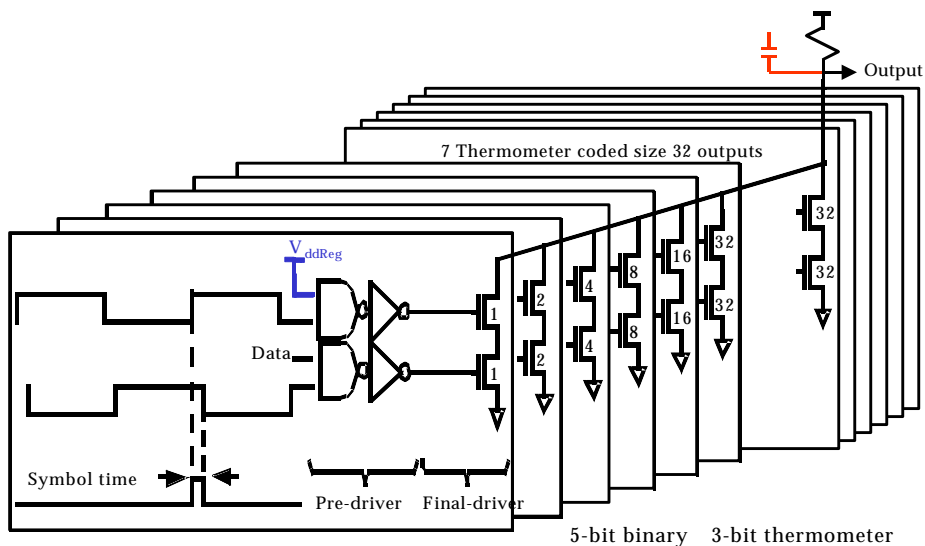 Output
7 Thermometer coded size 32 outputs
VddReg
Data
1 2 4 8 16 32 32
1 2 4 8 16 32 32
Symbol time
Pre-driver Final-driver
5-bit binary 3-bit thermometer